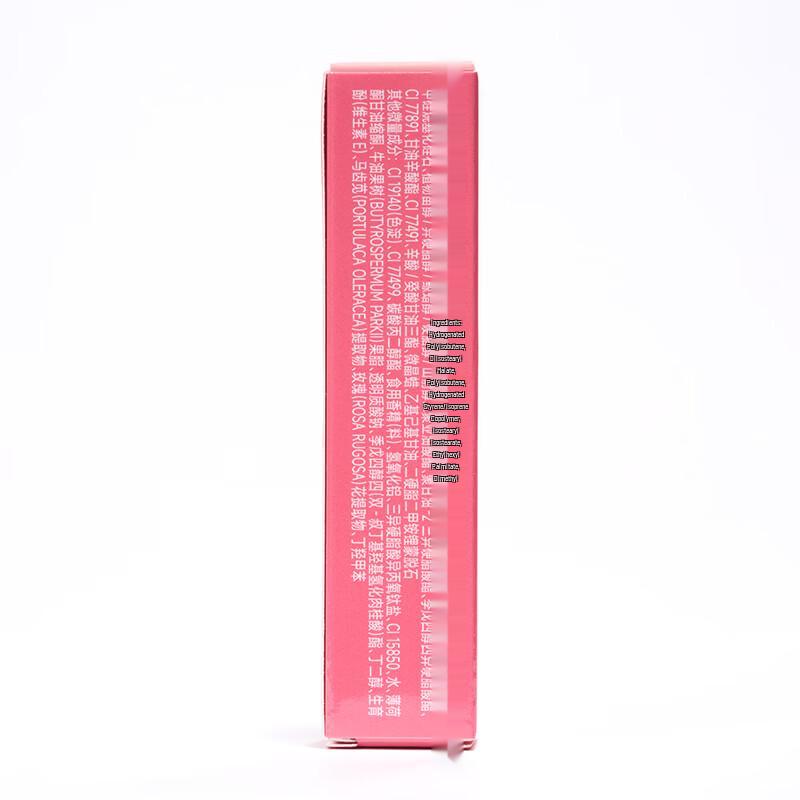 Ingredients:
Hydrogenated
Polyisobutene,
Diisostearyl
Malate,
Polyisobutene,
Hydrogenated
Styrene/Isoprene
Copolymer,
Isostearyl
Isostearate,
Ethylhexyl
Palmitate,
Dimethyl
CI 77891、甘油辛酸酯、CI 77491、辛酸 / 癸酸甘油三酯、微晶蜡、乙基己基甘油、二硬脂二甲铵锂蒙脱石
其他微量成分：CI 19140(色淀)、CI 77499、碳酸丙二醇酯、食用香精(料)、氢氧化铝、三异硬脂酸异丙氧钛盐、CI 15850、水、薄荷
酮甘油缩酮、牛油果树(BUTYROSPERMUM PARKII)果脂、透明质酸钠、季戊四醇四(双-叔丁基羟基氢化肉桂酸)酯、丁二醇、生育
酚(维生素 E)、马齿苋(PORTULACA OLERACEA)提取物、玫瑰(ROSA RUGOSA)花提取物、丁羟甲苯